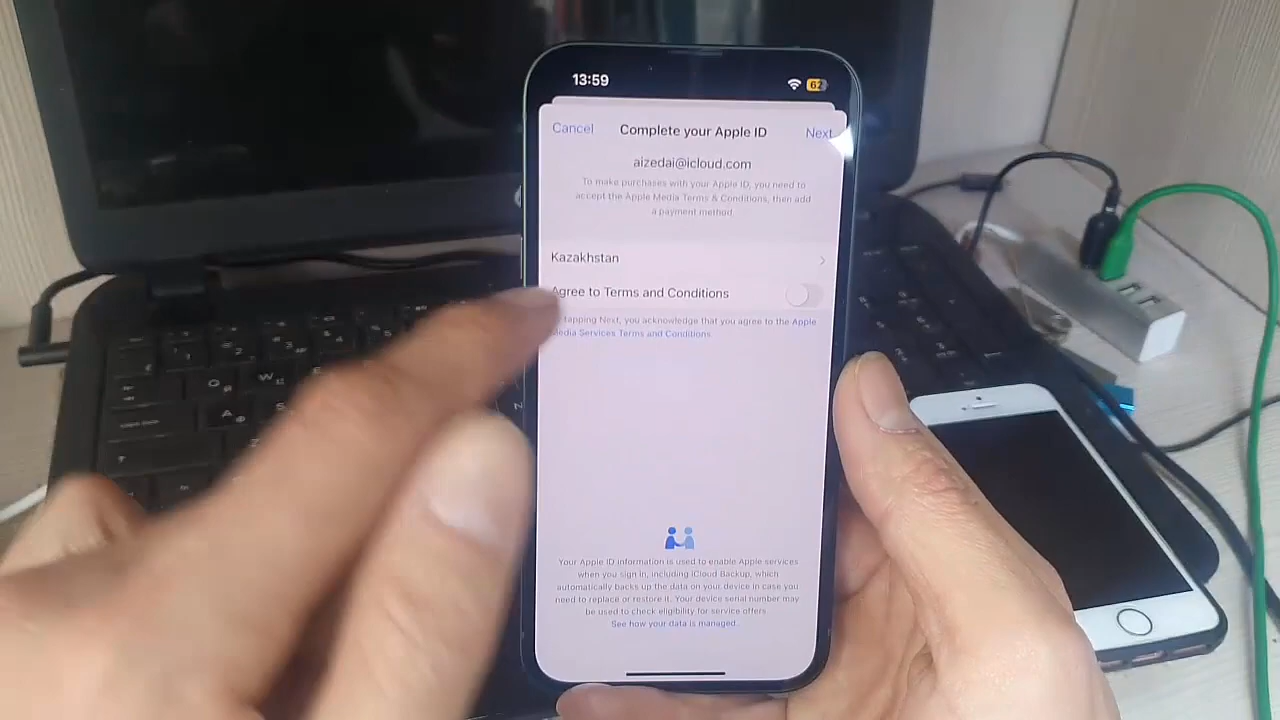 13:59
62
Cancel
Complete your Apple ID
Next
aizedai@icloud.com
To make purchases with your Apple ID, you need to
accept the Apple Media Terms & Conditions, then add
a payment method.
Kazakhstan
Agree to Terms and Conditions
tapping Next, you acknowledge that you agree to the Apple
Media Services Terms and Conditions.
Your Apple ID information is used to enable Apple services
when you sign in, including iCloud Backup, which
automatically backs up the data on your device in case you
need to replace or restore it. Your device serial number may
be used to check eligibility for service offers.
See how your data is managed.